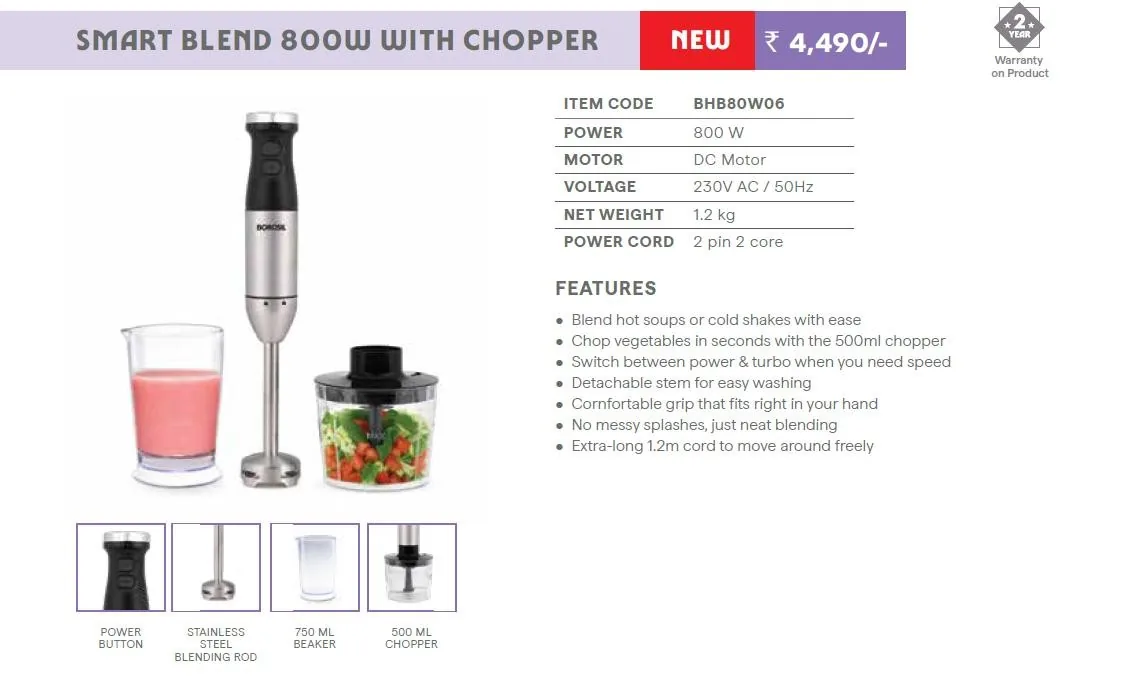 SMART BLEND 800W WITH CHOPPER
NEW
₹ 4,490/-
2
YEAR
Warranty
on Product
ITEM CODE BHB80W06
POWER 800 W
MOTOR DC Motor
VOLTAGE 230V AC / 50Hz
NET WEIGHT 1.2 kg
POWER CORD 2 pin 2 core
BOROSIL
MAX
FEATURES
• Blend hot soups or cold shakes with ease
• Chop vegetables in seconds with the 500ml chopper
• Switch between power & turbo when you need speed
• Detachable stem for easy washing
• Cornfortable grip that fits right in your hand
• No messy splashes, just neat blending
• Extra-long 1.2m cord to move around freely
POWER
BUTTON
STAINLESS
STEEL
BLENDING ROD
750 ML
BEAKER
500 ML
CHOPPER